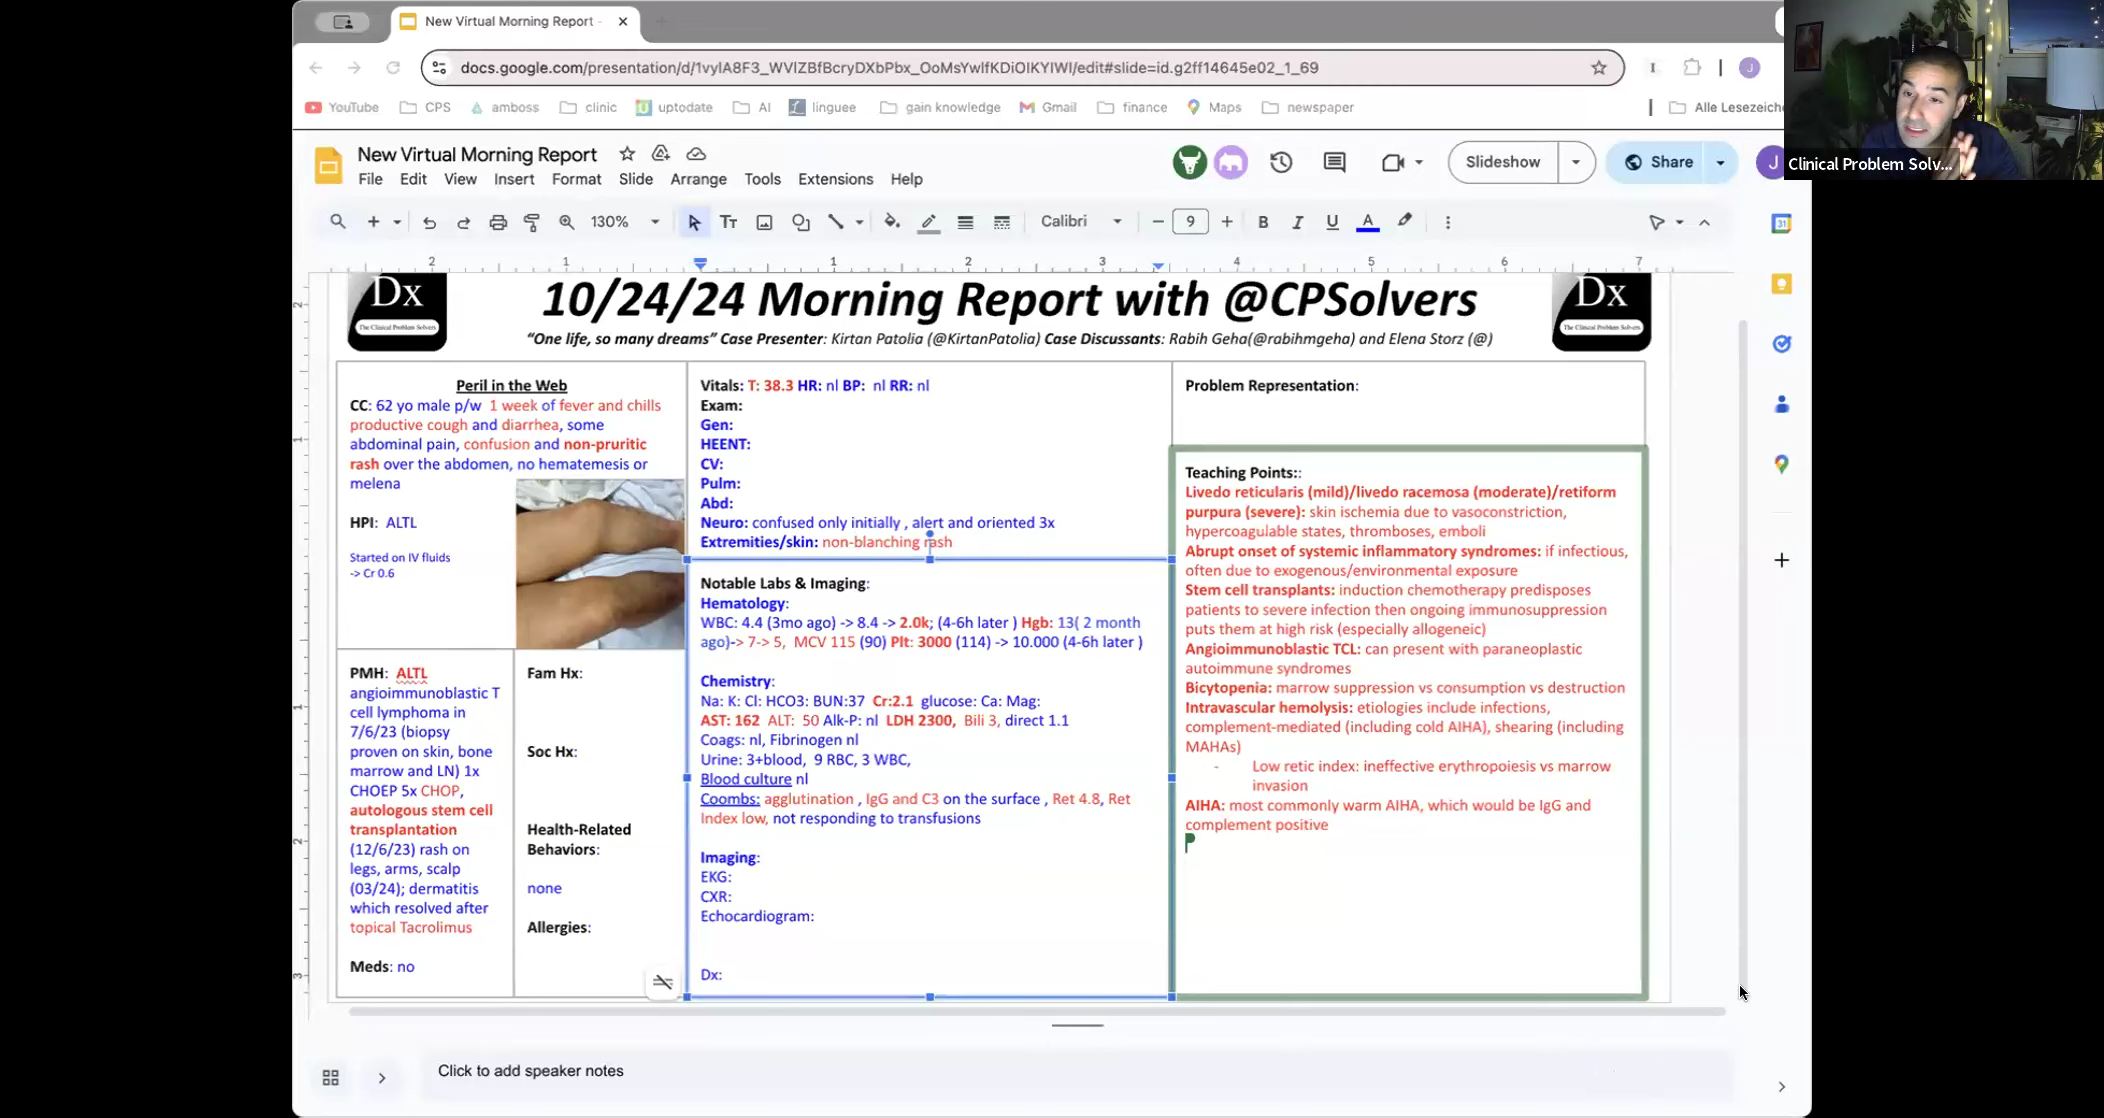 New Virtual Morning Report -
docs.google.com/presentation/d/1vylA8F3_WVlZBfBcryDXbPbx_OoMsYwlfKDiOlKYlWI/edit#slide=id.g2ff14645e02_1_69
YouTube CPS amboss clinic uptodate AI linguee gain knowledge Gmail finance Maps newspaper Alle Lesezeiche
Clinical Problem Solv...
New Virtual Morning Report
Slideshow Share J
File Edit View Insert Format Slide Arrange Tools Extensions Help
130% Calibri 9
2 1 1 2 3 4 5 6 7
Dx
The Clinical Problem Solvers
10/24/24 Morning Report with @CPSolvers
"One life, so many dreams" Case Presenter: Kirtan Patolia (@KirtanPatolia) Case Discussants: Rabih Geha(@rabihmgeha) and Elena Storz (@)
Dx
The Clinical Problem Solvers
Peril in the Web
CC: 62 yo male p/w 1 week of fever and chills
productive cough and diarrhea, some
abdominal pain, confusion and non-pruritic
rash over the abdomen, no hematemesis or
melena
HPI: ALTL
Started on IV fluids
-> Cr 0.6
PMH: ALTL
angioimmunoblastic T
cell lymphoma in
7/6/23 (biopsy
proven on skin, bone
marrow and LN) 1x
CHOEP 5x CHOP,
autologous stem cell
transplantation
(12/6/23) rash on
legs, arms, scalp
(03/24); dermatitis
which resolved after
topical Tacrolimus
Meds: no
Fam Hx:
Soc Hx:
Health-Related
Behaviors:
none
Allergies:
Vitals: T: 38.3 HR: nl BP: nl RR: nl
Exam:
Gen:
HEENT:
CV:
Pulm:
Abd:
Neuro: confused only initially , alert and oriented 3x
Extremities/skin: non-blanching rash
Notable Labs & Imaging:
Hematology:
WBC: 4.4 (3mo ago) -> 8.4 -> 2.0k; (4-6h later ) Hgb: 13( 2 month
ago)-> 7-> 5, MCV 115 (90) Plt: 3000 (114) -> 10.000 (4-6h later )
Chemistry:
Na: K: Cl: HCO3: BUN:37 Cr:2.1 glucose: Ca: Mag:
AST: 162 ALT: 50 Alk-P: nl LDH 2300, Bili 3, direct 1.1
Coags: nl, Fibrinogen nl
Urine: 3+blood, 9 RBC, 3 WBC,
Blood culture nl
Coombs: agglutination , IgG and C3 on the surface , Ret 4.8, Ret
Index low, not responding to transfusions
Imaging:
EKG:
CXR:
Echocardiogram:
Dx:
Problem Representation:
Teaching Points::
Livedo reticularis (mild)/livedo racemosa (moderate)/retiform
purpura (severe): skin ischemia due to vasoconstriction,
hypercoagulable states, thromboses, emboli
Abrupt onset of systemic inflammatory syndromes: if infectious,
often due to exogenous/environmental exposure
Stem cell transplants: induction chemotherapy predisposes
patients to severe infection then ongoing immunosuppression
puts them at high risk (especially allogeneic)
Angioimmunoblastic TCL: can present with paraneoplastic
autoimmune syndromes
Bicytopenia: marrow suppression vs consumption vs destruction
Intravascular hemolysis: etiologies include infections,
complement-mediated (including cold AIHA), shearing (including
MAHAs)
- Low retic index: ineffective erythropoiesis vs marrow
invasion
AIHA: most commonly warm AIHA, which would be IgG and
complement positive
Click to add speaker notes